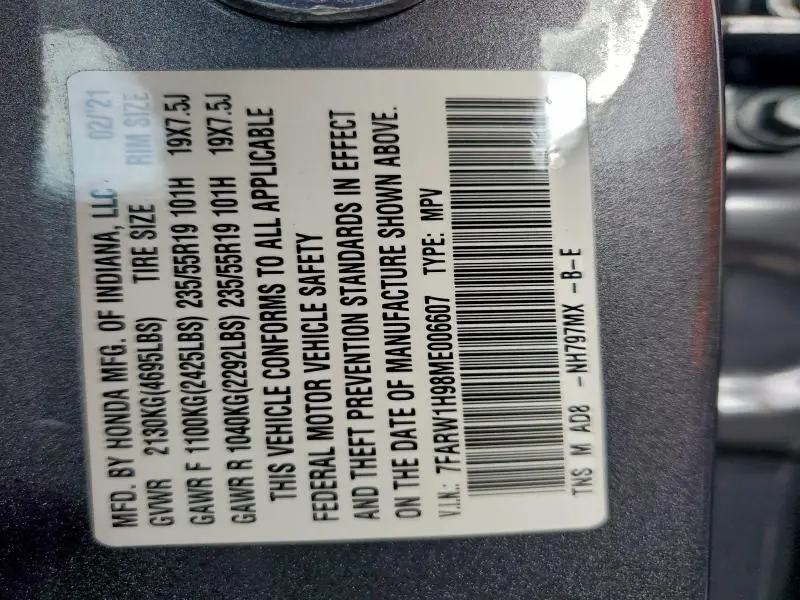 MFD. BY HONDA MFG. OF INDIANA, LLC. 02/'21
GVWR 2130KG(4695LBS) TIRE SIZE RIM SIZE
GAWR F 1100KG(2425LBS) 235/55R19 101H 19X7.5J
GAWR R 1040KG(2292LBS) 235/55R19 101H 19X7.5J
THIS VEHICLE CONFORMS TO ALL APPLICABLE
FEDERAL MOTOR VEHICLE SAFETY
AND THEFT PREVENTION STANDARDS IN EFFECT
ON THE DATE OF MANUFACTURE SHOWN ABOVE.
V.I.N.: 7FARW1H98ME006607 TYPE: MPV
TNS M AD8 -NH797MX -B-E